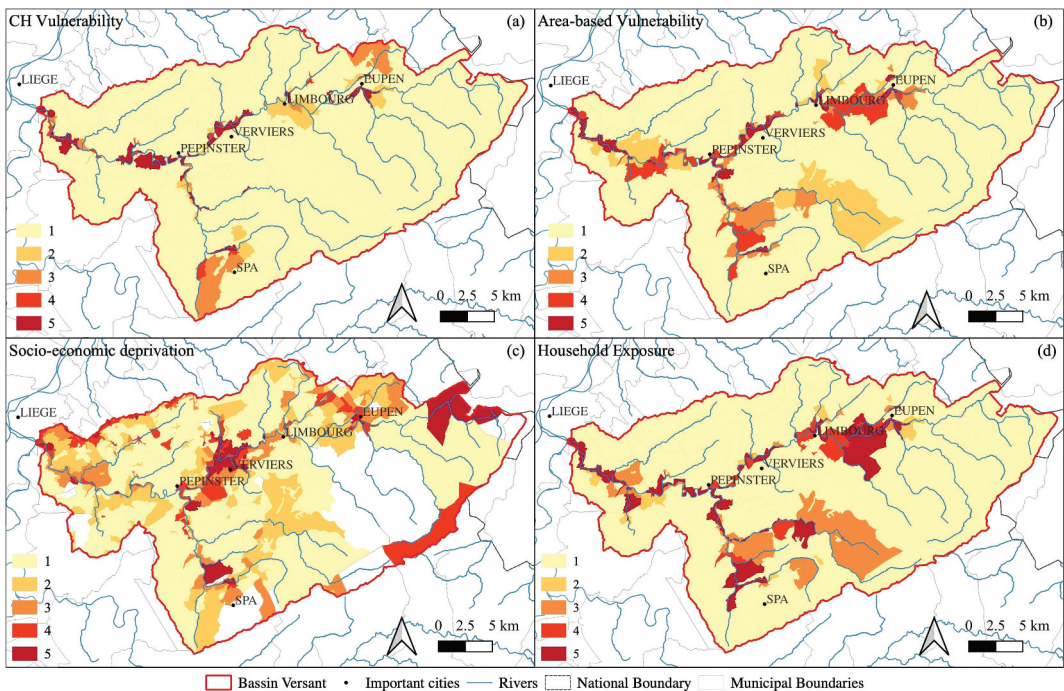 CH Vulnerability (a)
LIEGE
EUPEN
LIMBOURG
VERVIERS
PEPINSTER
SPA
1
2
3
4
5
0 2.5 5 km
Area-based Vulnerability (b)
LIEGE
EUPEN
LIMBOURG
VERVIERS
PEPINSTER
SPA
1
2
3
4
5
0 2.5 5 km
Socio-economic deprivation (c)
LIEGE
EUPEN
LIMBOURG
VERVIERS
PEPINSTER
SPA
1
2
3
4
5
0 2.5 5 km
Household Exposure (d)
LIEGE
EUPEN
LIMBOURG
VERVIERS
PEPINSTER
SPA
1
2
3
4
5
0 2.5 5 km
Bassin Versant Important cities Rivers National Boundary Municipal Boundaries